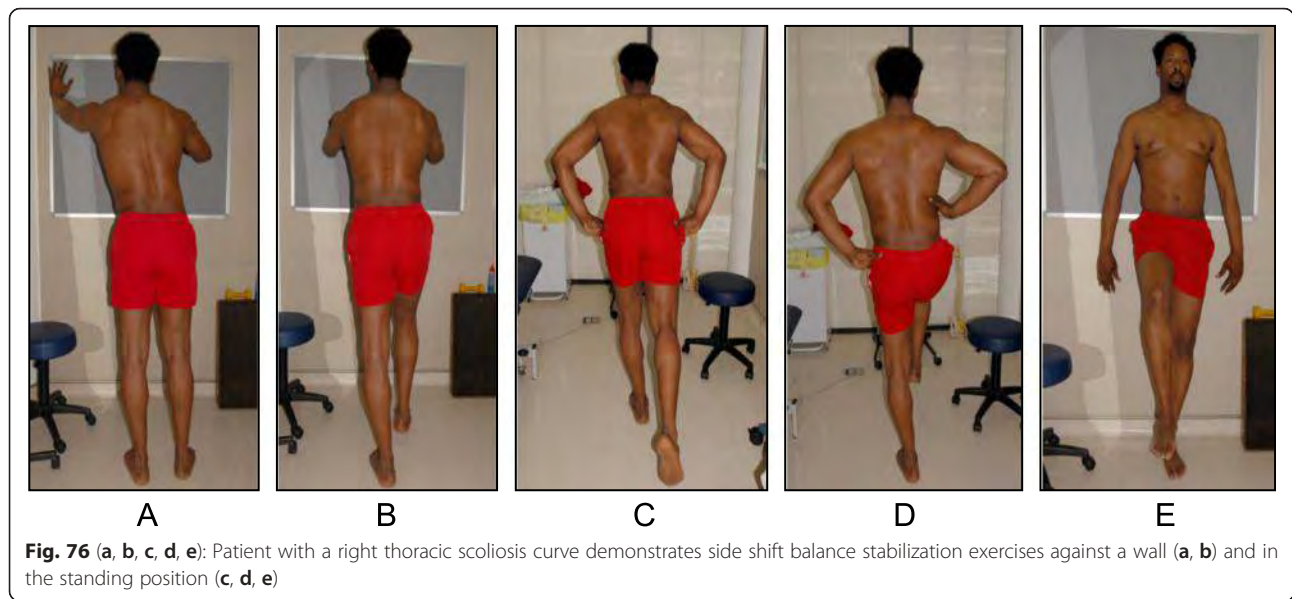 A B C D E
Fig. 76 (a, b, c, d, e): Patient with a right thoracic scoliosis curve demonstrates side shift balance stabilization exercises against a wall (a, b) and in
the standing position (c, d, e)